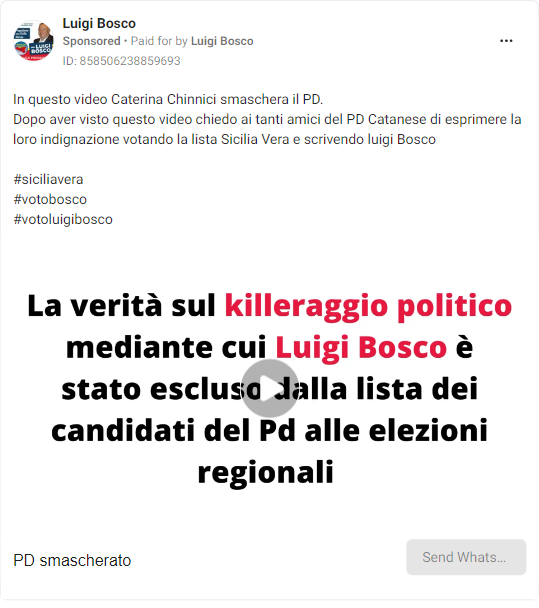 Luigi Bosco
Sponsored • Paid for by Luigi Bosco
ID: 858506238859693
In questo video Caterina Chinnici smaschera il PD.
Dopo aver visto questo video chiedo ai tanti amici del PD Catanese di esprimere la
loro indignazione votando la lista Sicilia Vera e scrivendo luigi Bosco
#siciliavera
#votobosco
#votoluigibosco
La verità sul killeraggio politico
mediante cui Luigi Bosco è
stato escluso dalla lista dei
candidati del Pd alle elezioni
regionali
PD smascherato
Send Whats...